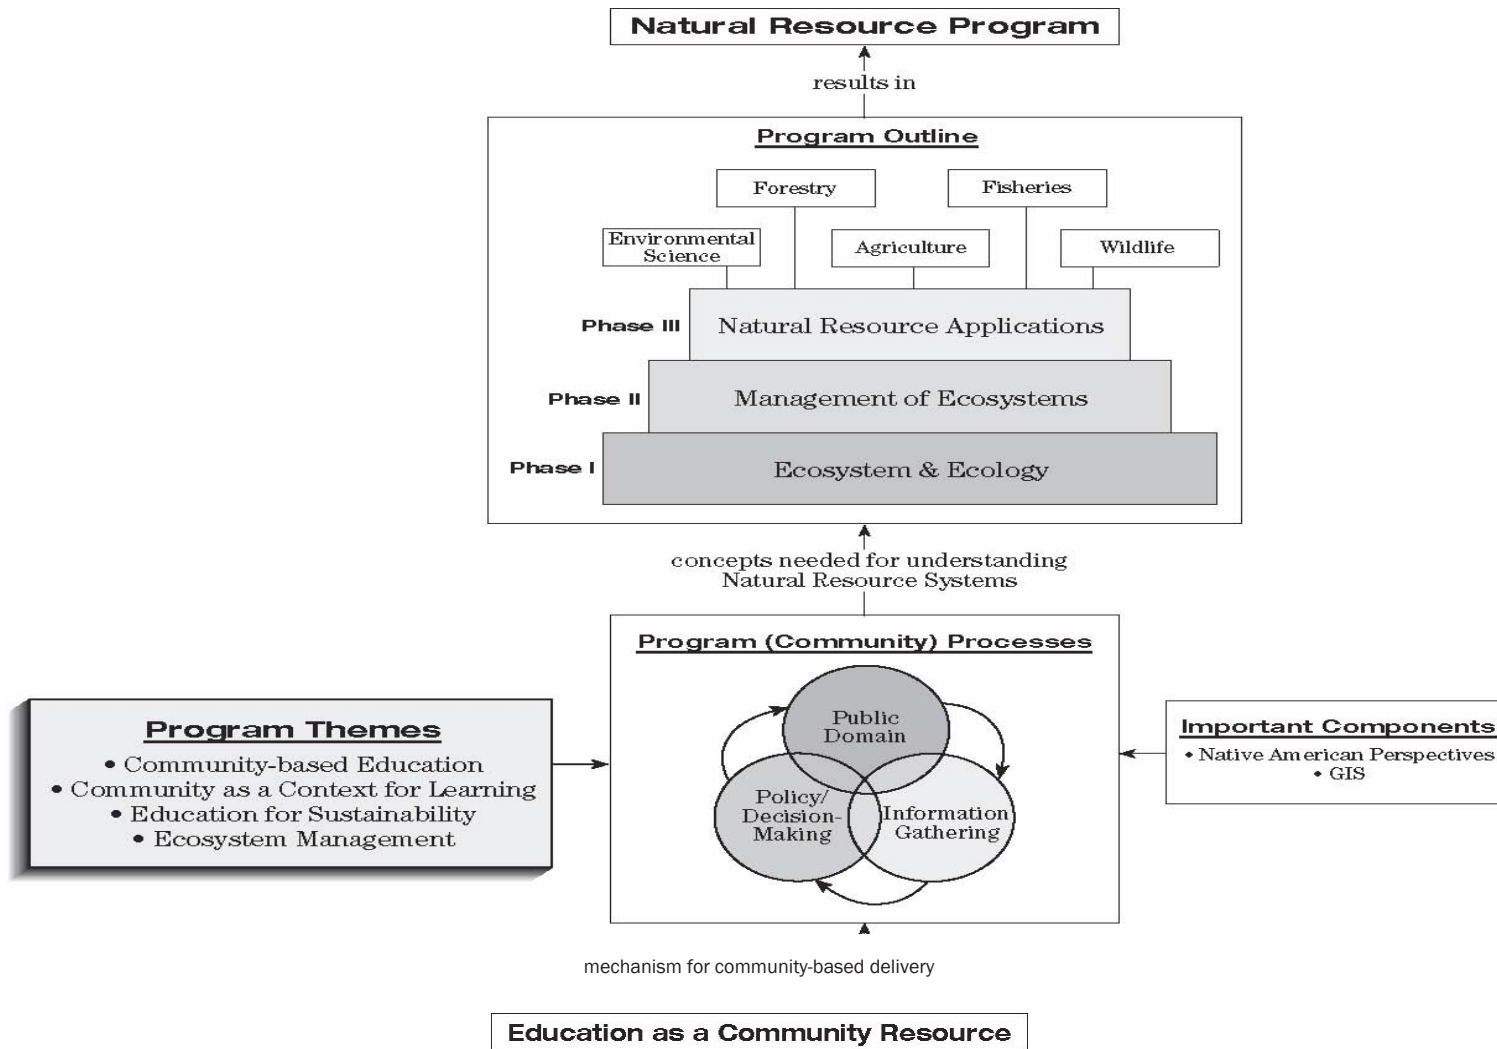 Natural Resource Program
results in
Program Outline
Forestry
Fisheries
Environmental
Science
Agriculture
Wildlife
Phase III
Natural Resource Applications
Phase II
Management of Ecosystems
Phase I
Ecosystem & Ecology
concepts needed for understanding
Natural Resource Systems
Program (Community) Processes
Program Themes
• Community-based Education
• Community as a Context for Learning
• Education for Sustainability
• Ecosystem Management
Public
Domain
Policy/
Decision-
Making
Information
Gathering
Important Components
• Native American Perspectives
• GIS
mechanism for community-based delivery
Education as a Community Resource